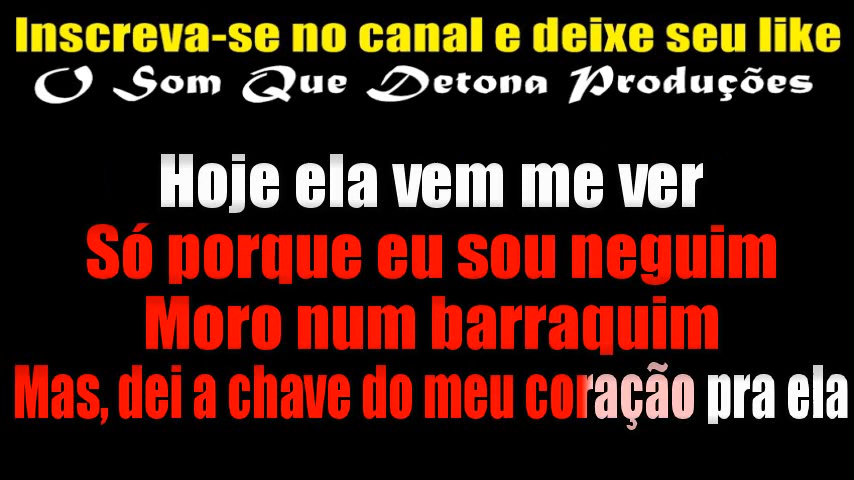 Inscreva-se no canal e deixe seu like
O Som Que Detona Produções
Hoje ela vem me ver
Só porque eu sou neguim
Moro num barraquim
Mas, dei a chave do meu coração pra ela